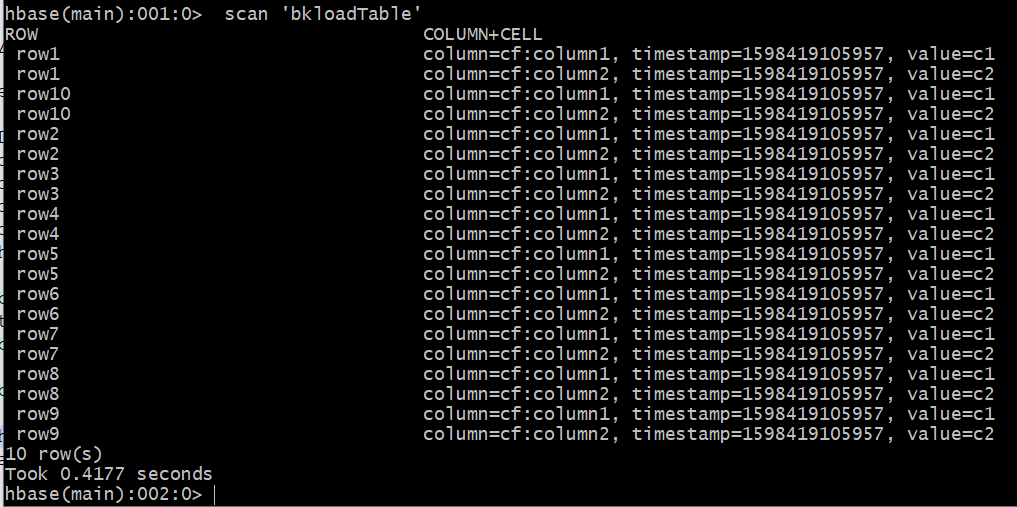 hbase(main):001:0>  scan 'bkloadTable'
ROW                                   COLUMN+CELL
 row1                                 column=cf:column1, timestamp=1598419105957, value=c1
 row1                                 column=cf:column2, timestamp=1598419105957, value=c2
 row10                                column=cf:column1, timestamp=1598419105957, value=c1
 row10                                column=cf:column2, timestamp=1598419105957, value=c2
 row2                                 column=cf:column1, timestamp=1598419105957, value=c1
 row2                                 column=cf:column2, timestamp=1598419105957, value=c2
 row3                                 column=cf:column1, timestamp=1598419105957, value=c1
 row3                                 column=cf:column2, timestamp=1598419105957, value=c2
 row4                                 column=cf:column1, timestamp=1598419105957, value=c1
 row4                                 column=cf:column2, timestamp=1598419105957, value=c2
 row5                                 column=cf:column1, timestamp=1598419105957, value=c1
 row5                                 column=cf:column2, timestamp=1598419105957, value=c2
 row6                                 column=cf:column1, timestamp=1598419105957, value=c1
 row6                                 column=cf:column2, timestamp=1598419105957, value=c2
 row7                                 column=cf:column1, timestamp=1598419105957, value=c1
 row7                                 column=cf:column2, timestamp=1598419105957, value=c2
 row8                                 column=cf:column1, timestamp=1598419105957, value=c1
 row8                                 column=cf:column2, timestamp=1598419105957, value=c2
 row9                                 column=cf:column1, timestamp=1598419105957, value=c1
 row9                                 column=cf:column2, timestamp=1598419105957, value=c2
10 row(s)
Took 0.4177 seconds
hbase(main):002:0>